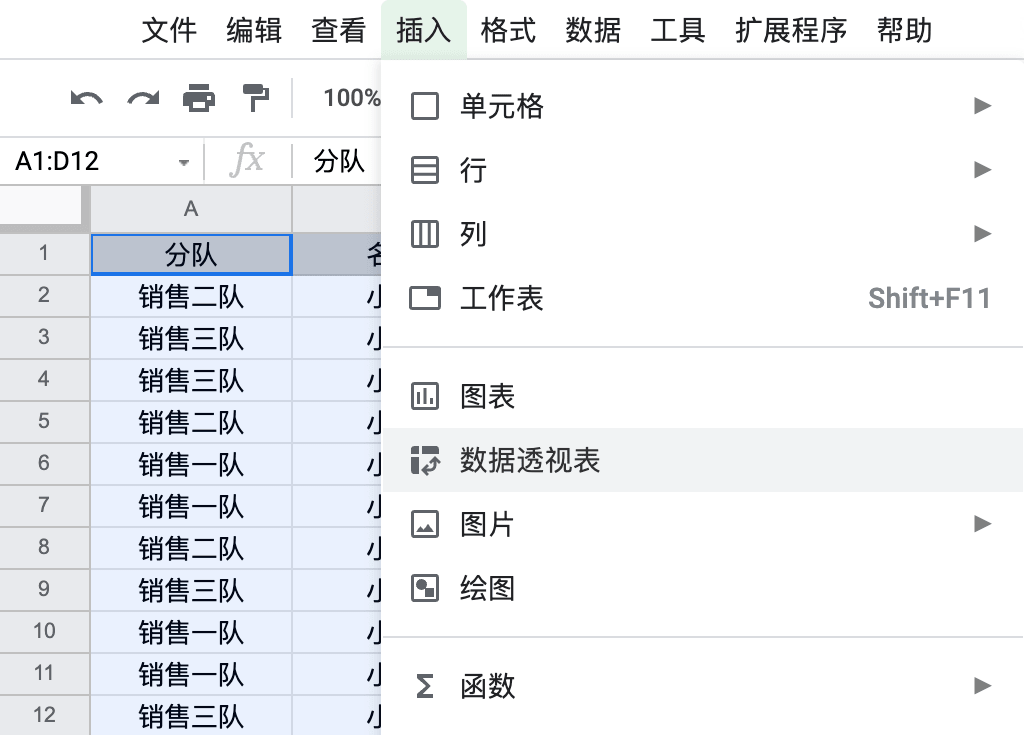 文件 编辑 查看 插入 格式 数据 工具 扩展程序 帮助
100%
A1:D12 fx 分队
A
1 分队
2 销售二队 小
3 销售三队 小
4 销售三队 小
5 销售二队 小
6 销售一队 小
7 销售一队 小
8 销售二队 小
9 销售三队 小
10 销售一队 小
11 销售一队 小
12 销售三队 小
单元格
行
列
工作表 Shift+F11
图表
数据透视表
图片
绘图
函数